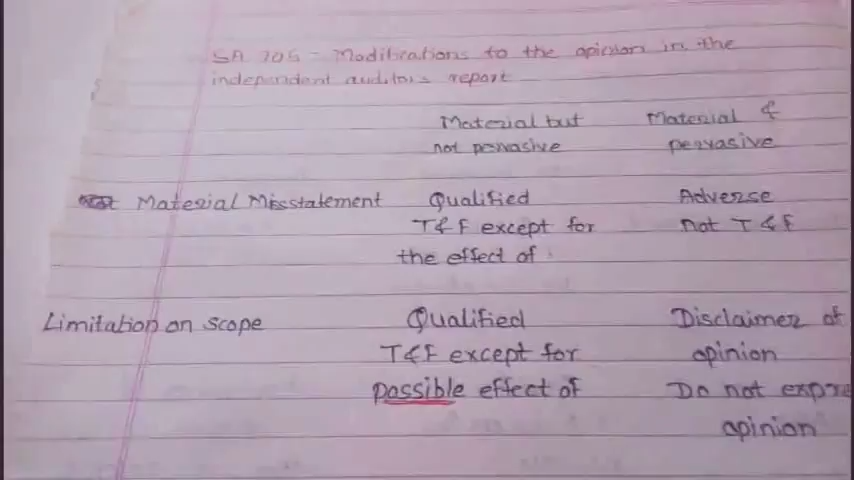 SA 705 - Modifications to the opinion in the
independent auditors report
Material but Material &
not pervasive pervasive
Material Misstatement Qualified Adverse
T&F except for not T&F
the effect of
Limitation on scope Qualified Disclaimer of
T&F except for opinion
possible effect of Do not expre
opinion